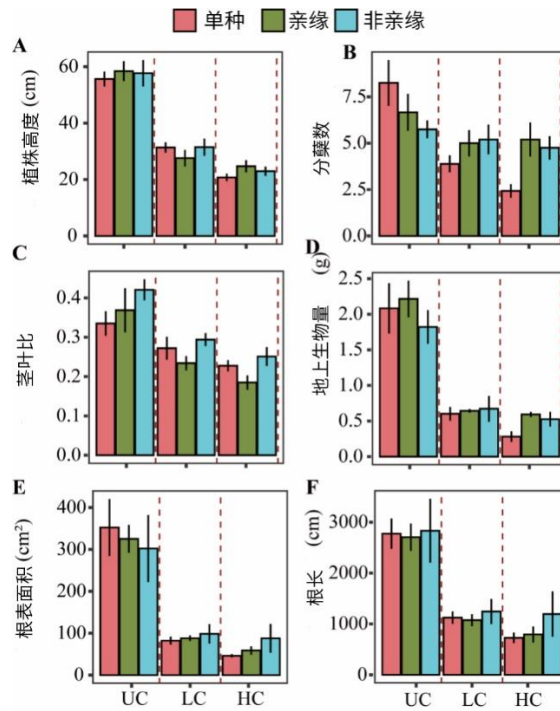 单种 亲缘 非亲缘
A
植株高度 (cm)
60
40
20
0
B
分蘖数
7.5
5.0
2.5
0.0
C
茎叶比
0.4
0.3
0.2
0.1
0.0
D
地上生物量 (g)
2.5
2.0
1.5
1.0
0.5
0.0
E
根表面积 (cm²)
400
300
200
100
0
UC LC HC
F
根长 (cm)
3000
2000
1000
0
UC LC HC